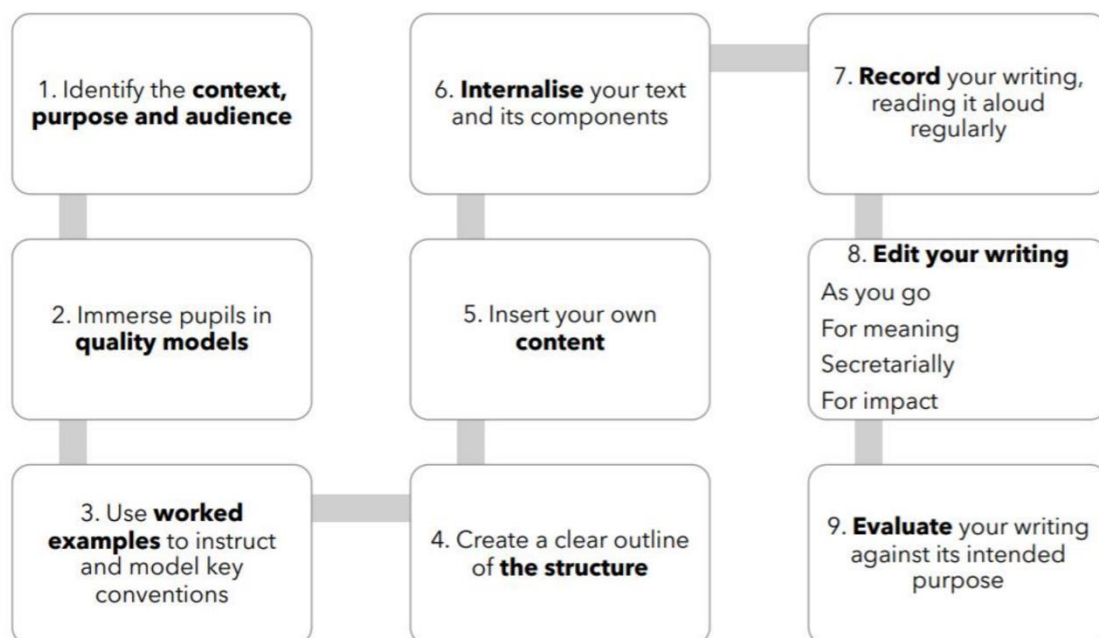 1. Identify the context,
purpose and audience
2. Immerse pupils in
quality models
3. Use worked
examples to instruct
and model key
conventions
4. Create a clear outline
of the structure
5. Insert your own
content
6. Internalise your text
and its components
7. Record your writing,
reading it aloud
regularly
8. Edit your writing
As you go
For meaning
Secretarially
For impact
9. Evaluate your writing
against its intended
purpose